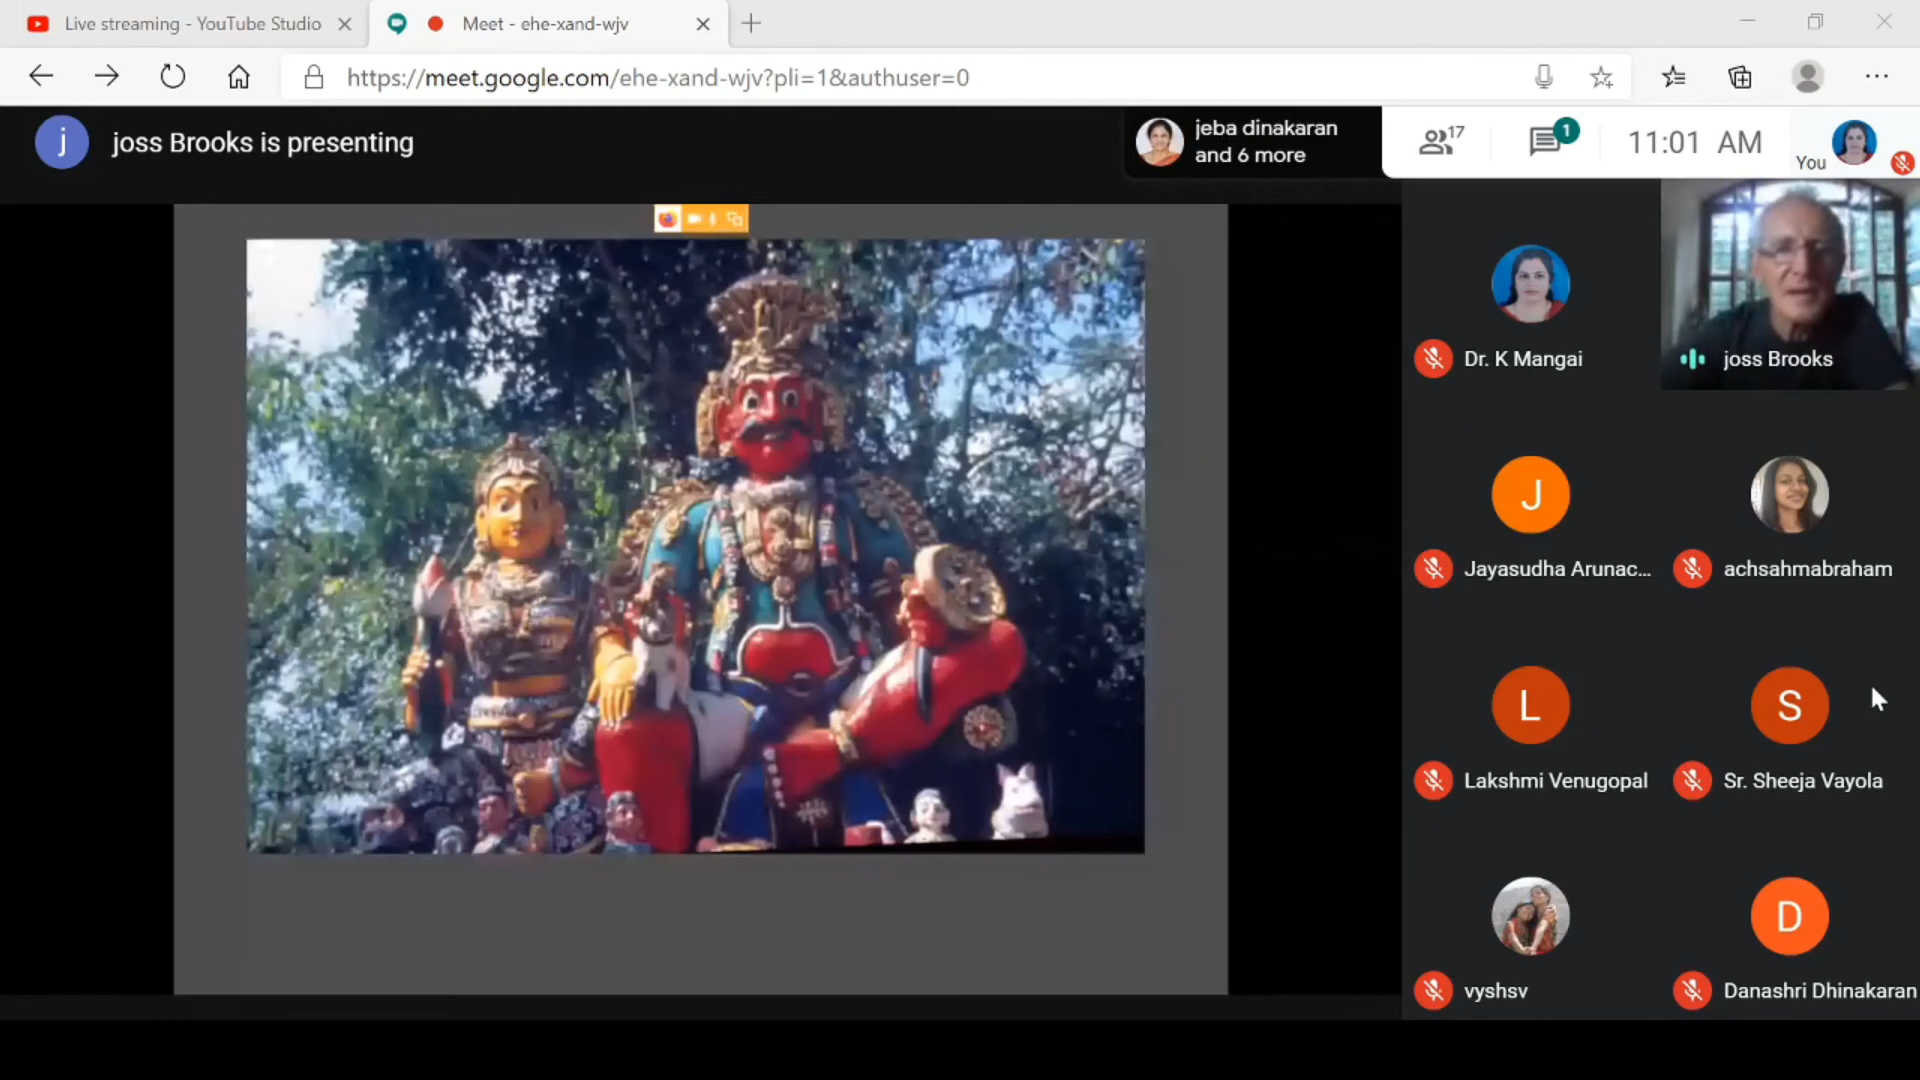 Live streaming - YouTube Studio
Meet - ehe-xand-wjv
https://meet.google.com/ehe-xand-wjv?pli=1&authuser=0
j
joss Brooks is presenting
jeba dinakaran
and 6 more
17
1
11:01 AM
You
Dr. K Mangai
joss Brooks
J
Jayasudha Arunac...
achsahmabraham
L
Lakshmi Venugopal
S
Sr. Sheeja Vayola
vyshsv
D
Danashri Dhinakaran